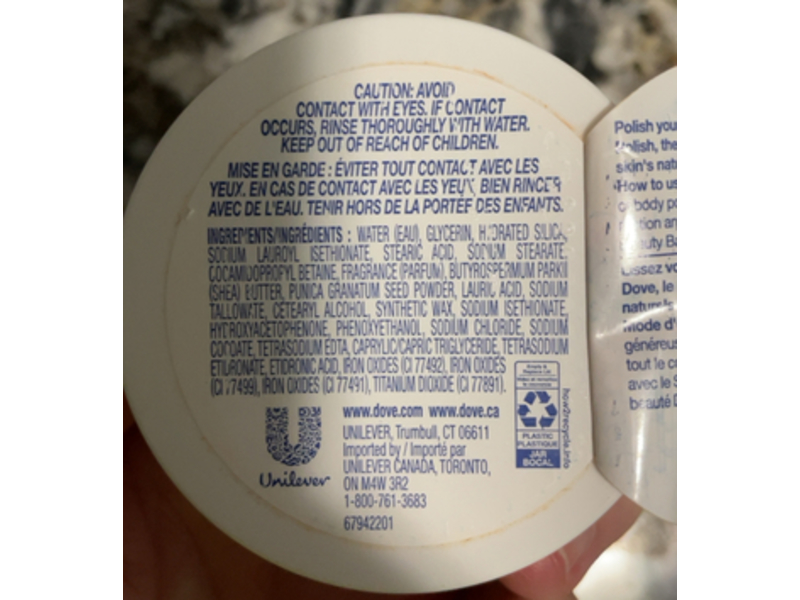 CAUTION: AVOID
CONTACT WITH EYES. IF CONTACT
OCCURS, RINSE THOROUGHLY WITH WATER.
KEEP OUT OF REACH OF CHILDREN.
MISE EN GARDE : ÉVITER TOUT CONTACT AVEC LES
YEUX. EN CAS DE CONTACT AVEC LES YEUX, BIEN RINCER
AVEC DE L'EAU. TENIR HORS DE LA PORTÉE DES ENFANTS.
INGREDIENTS/INGRÉDIENTS : WATER (EAU), GLYCERIN, HYDRATED SILICA,
SODIUM LAUROYL ISETHIONATE, STEARIC ACID, SODIUM STEARATE,
COCAMIDOPROPYL BETAINE, FRAGRANCE (PARFUM), BUTYROSPERMUM PARKII
(SHEA) BUTTER, PUNICA GRANATUM SEED POWDER, LAURIC ACID, SODIUM
TALLOWATE, CETEARYL ALCOHOL, SYNTHETIC WAX, SODIUM ISETHIONATE,
HYDROXYACETOPHENONE, PHENOXYETHANOL, SODIUM CHLORIDE, SODIUM
COCOATE, TETRASODIUM EDTA, CAPRYLIC/CAPRIC TRIGLYCERIDE, TETRASODIUM
ETIDRONATE, ETIDRONIC ACID, IRON OXIDES (CI 77492), IRON OXIDES
(CI 77499), IRON OXIDES (CI 77491), TITANIUM DIOXIDE (CI 77891).
Unilever
www.dove.com www.dove.ca
UNILEVER, Trumbull, CT 06611
Imported by / Importé par
UNILEVER CANADA, TORONTO,
ON M4W 3R2
1-800-761-3683
67942201
PLASTIC
PLASTIQUE
JAR
BOCAL
how2recycle.info
Polish you
the
skin's natu
How to us
body po
an
Ba
Dove, le
mode d'
généreus
tout le co
avec le S
beauté D